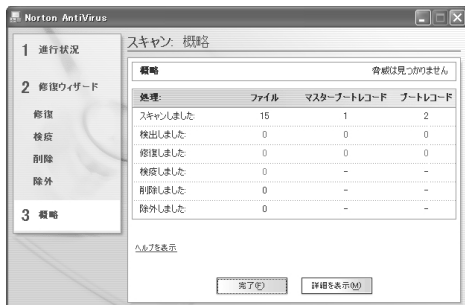 Norton AntiVirus
1 進行状況
2 修復ウィザード
修復
検疫
削除
除外
3 概略
スキャン: 概略
概略 脅威は見つかりません
処理: ファイル マスターブートレコード ブートレコード
スキャンしました: 15 1 2
検出しました: 0 0 0
修復しました: 0 0 0
検疫しました: 0 - -
削除しました: 0 - -
除外しました: 0 - -
ヘルプを表示
完了(F) 詳細を表示(M)